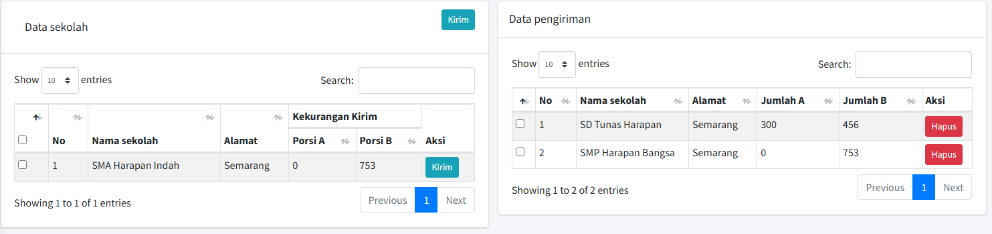 Data sekolah
Kirim
Show 10 entries
Search:
Kekurangan Kirim
No Nama sekolah Alamat Porsi A Porsi B Aksi
1 SMA Harapan Indah Semarang 0 753 Kirim
Showing 1 to 1 of 1 entries
Previous 1 Next
Data pengiriman
Show 10 entries
Search:
No Nama sekolah Alamat Jumlah A Jumlah B Aksi
1 SD Tunas Harapan Semarang 300 456 Hapus
2 SMP Harapan Bangsa Semarang 0 753 Hapus
Showing 1 to 2 of 2 entries
Previous 1 Next